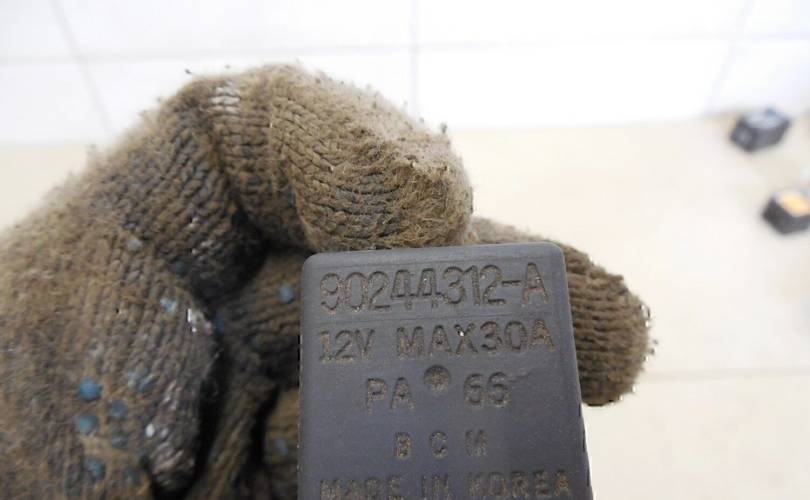 90244312-A
12V MAX30A
PA 66
B C M
MADE IN KOREA